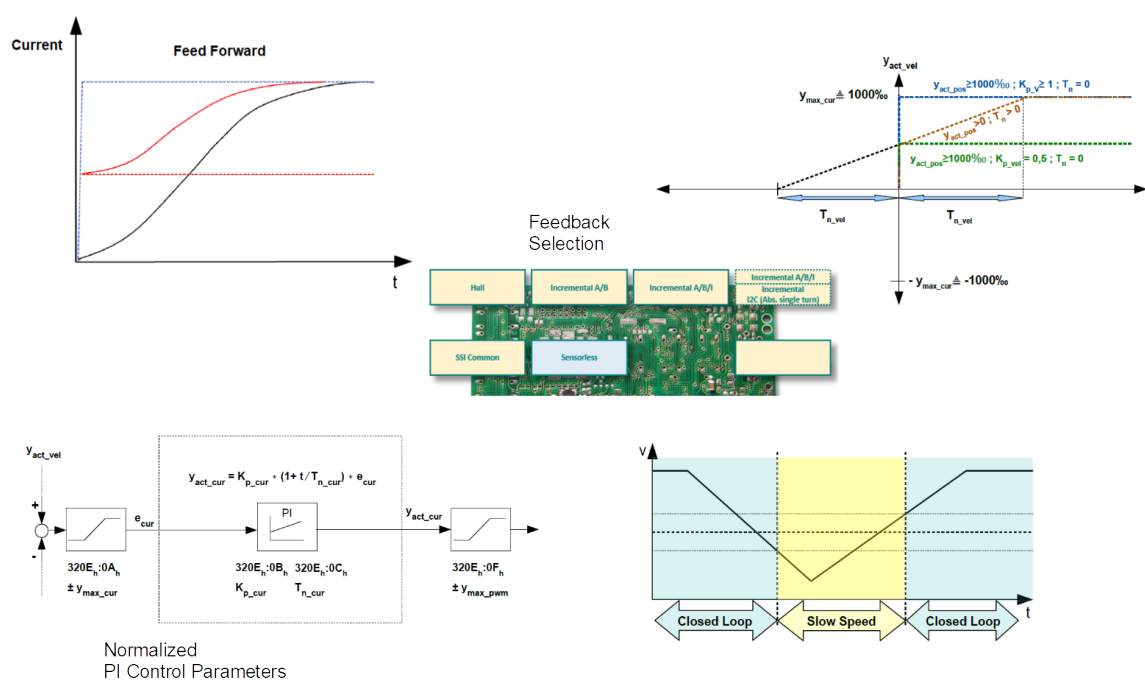 Current
Feed Forward
t
y_act_vel
y_max_cur ≙ 1000‰
y_act_pos ≥1000‰ ; K_p_V ≥ 1 ; T_n = 0
y_act_pos >0 ; T_n > 0
y_act_pos ≥1000‰ ; K_p_vel = 0,5 ; T_n = 0
T_n_vel
T_n_vel
- y_max_cur ≙ -1000‰
Feedback
Selection
Hall
Incremental A/B
Incremental A/B/I
Incremental A/B/I
Incremental
I2C (Abs. single turn)
SSI Common
Sensorless
y_act_vel
+
-
e_cur
y_act_cur = K_p_cur * (1+ t/T_n_cur) * e_cur
PI
y_act_cur
320E_h:0A_h
± y_max_cur
320E_h:0B_h
320E_h:0C_h
K_p_cur
T_n_cur
320E_h:0F_h
± y_max_pwm
Normalized
PI Control Parameters
v
t
Closed Loop
Slow Speed
Closed Loop